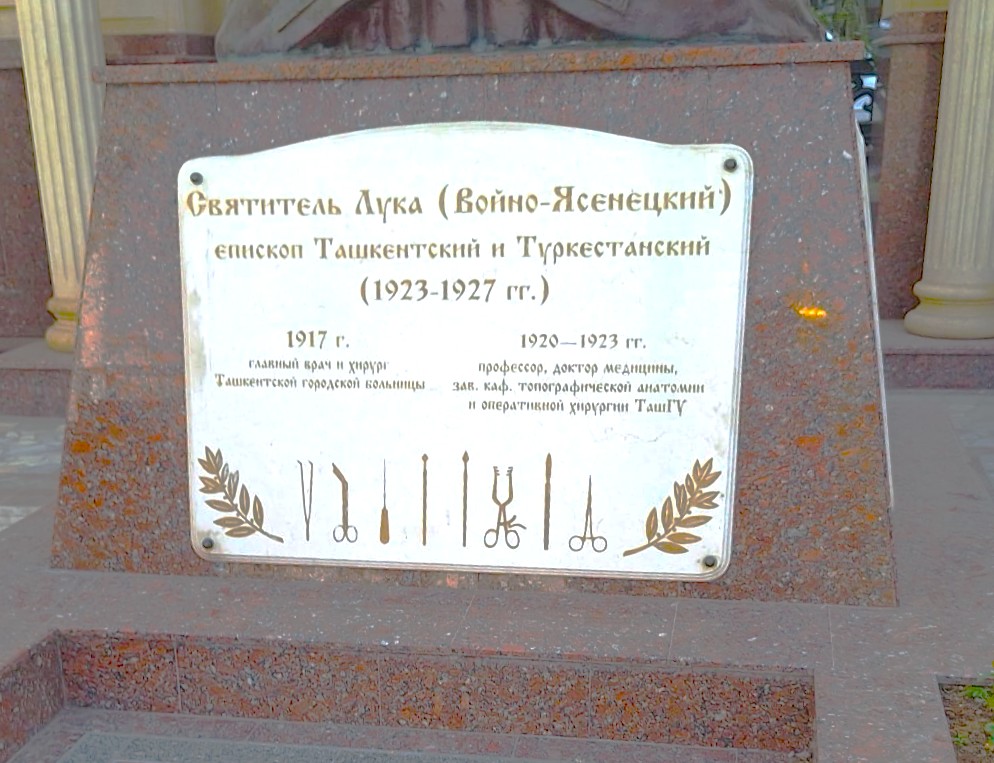 Святитель Лука (Войно-Ясенецкий)
епископ Ташкентский и Туркестанский
(1923-1927 гг.)
1917 г.
главный врач и хирург
Ташкентской городской больницы
1920—1923 гг.
профессор, доктор медицины,
зав. каф. топографической анатомии
и оперативной хирургии ТашГУ